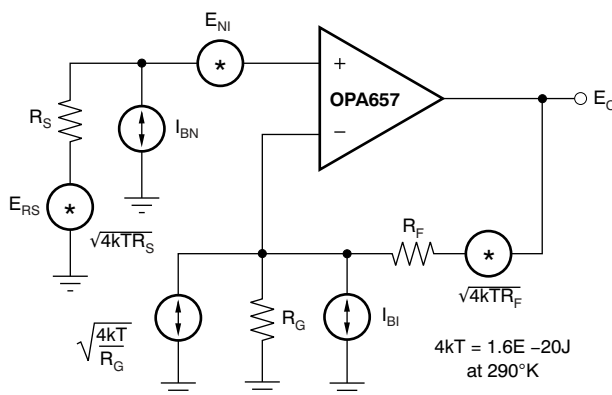 E_NI
+
OPA657
−
E_O
R_S
*
I_BN
E_RS
*
√4kTR_S
R_F
*
√4kTR_F
√4kT/R_G
R_G
I_BI
4kT = 1.6E −20J
at 290°K